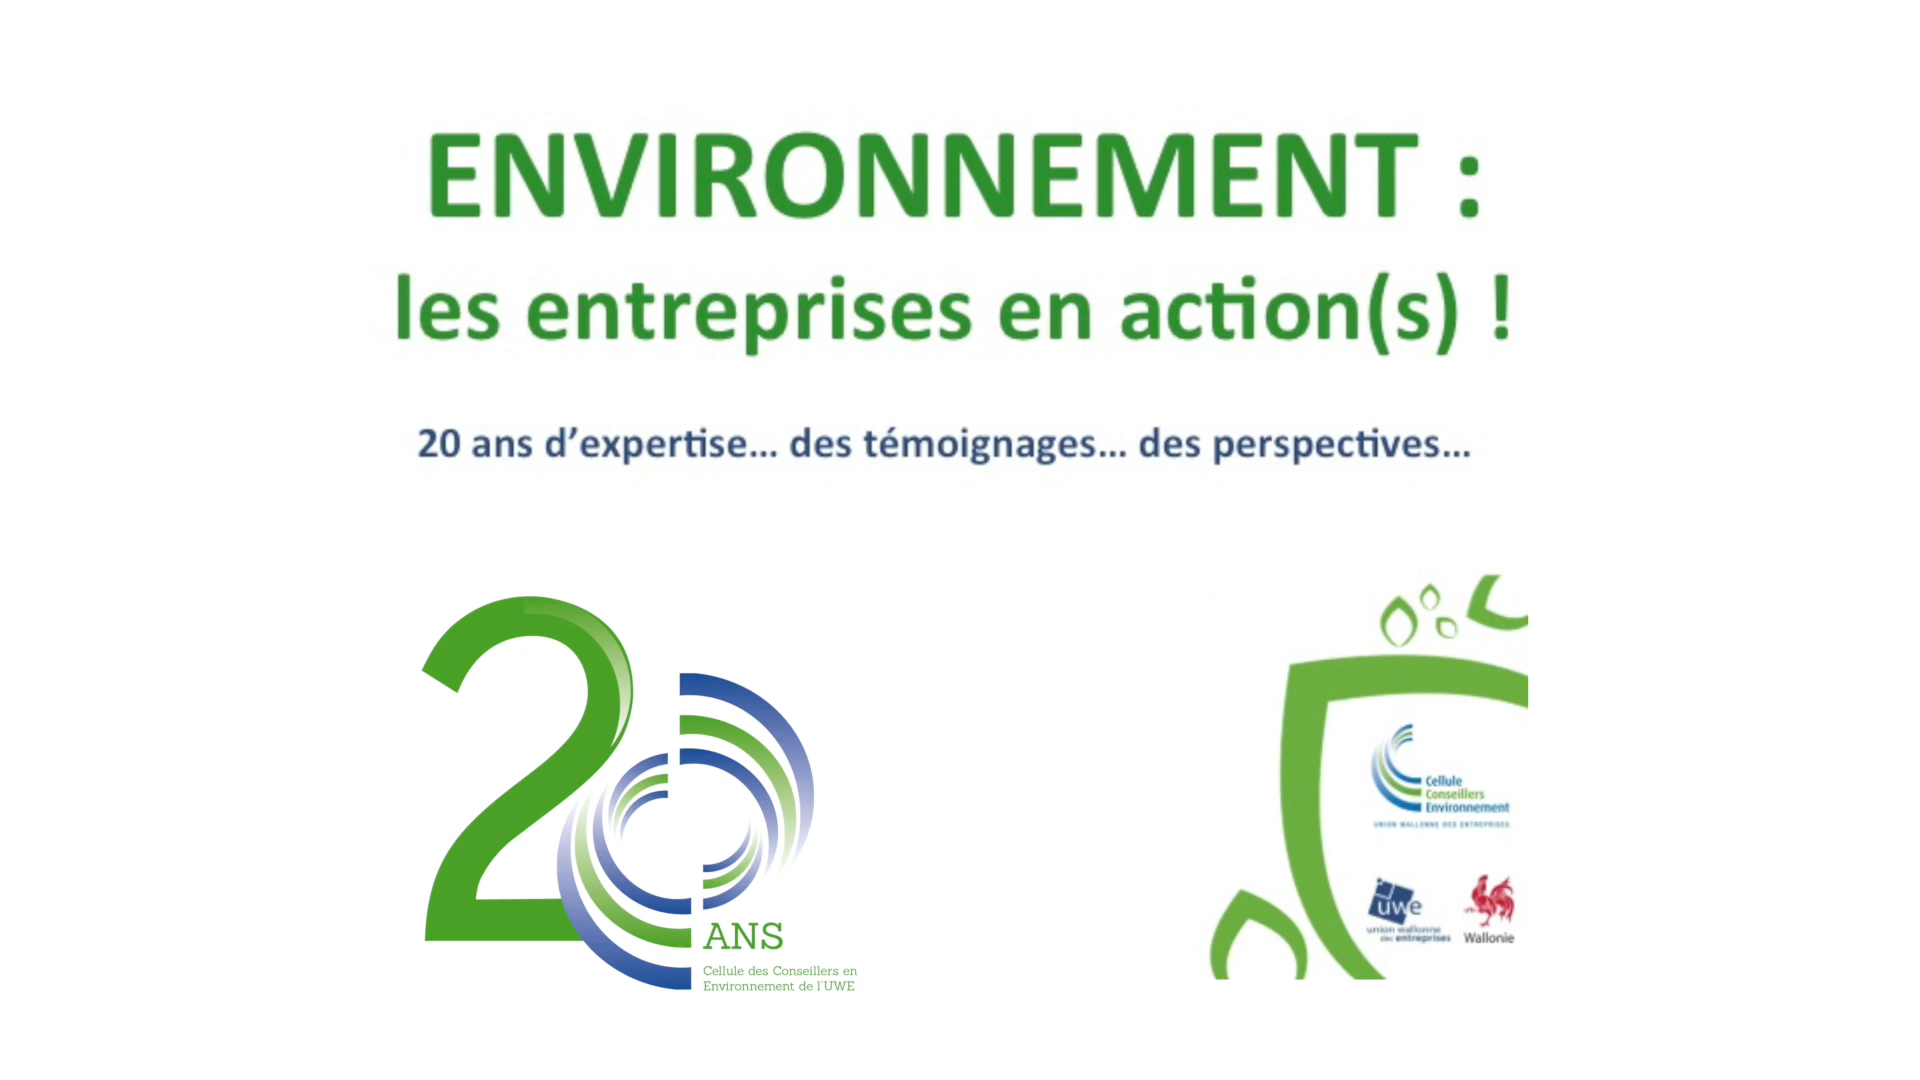 ENVIRONNEMENT :
les entreprises en action(s) !
20 ans d’expertise... des témoignages... des perspectives...
20
ANS
Cellule des Conseillers en
Environnement de l'UWE
Cellule
Conseillers
Environnement
UNION WALLONNE DES ENTREPRISES
uwe
union wallonne
des entreprises
Wallonie